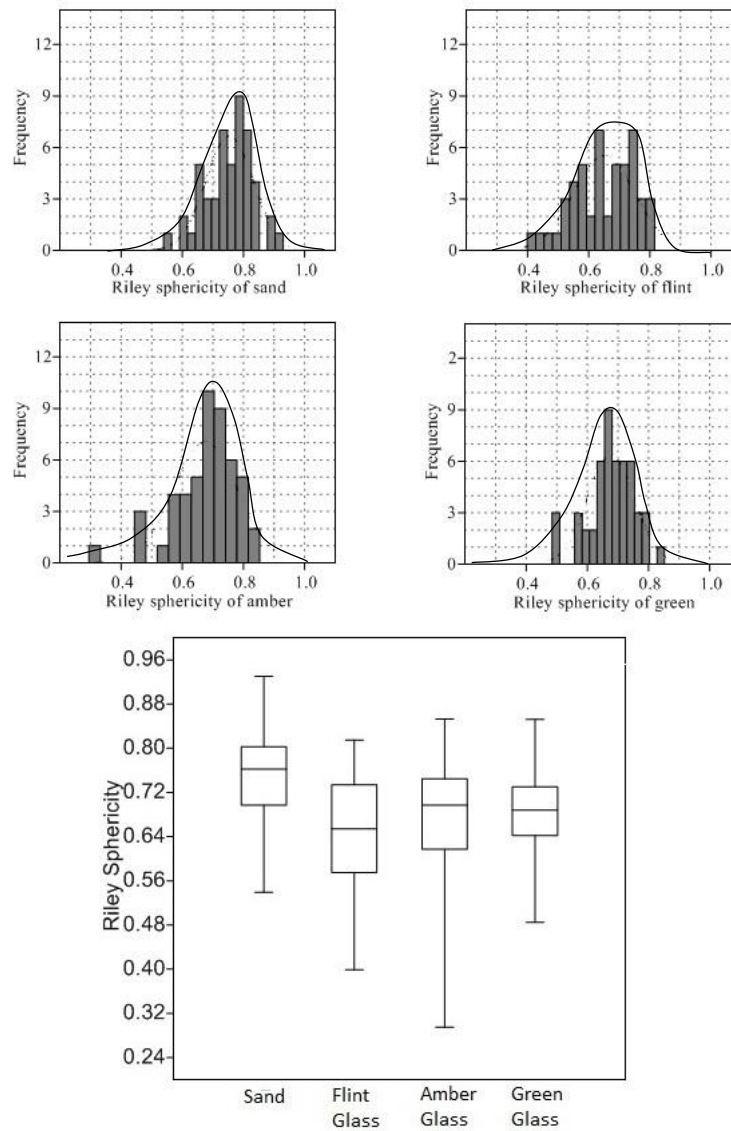 12
9
6
3
0
Frequency
0.4 0.6 0.8 1.0
Riley sphericity of sand
12
9
6
3
0
Frequency
0.4 0.6 0.8 1.0
Riley sphericity of flint
12
9
6
3
0
Frequency
0.4 0.6 0.8 1.0
Riley sphericity of amber
2
9
6
3
0
Frequency
0.4 0.6 0.8 1.0
Riley sphericity of green
0.96
0.88
0.80
0.72
0.64
0.56
0.48
0.40
0.32
0.24
Riley Sphericity
Sand Flint Amber Green
Glass Glass Glass